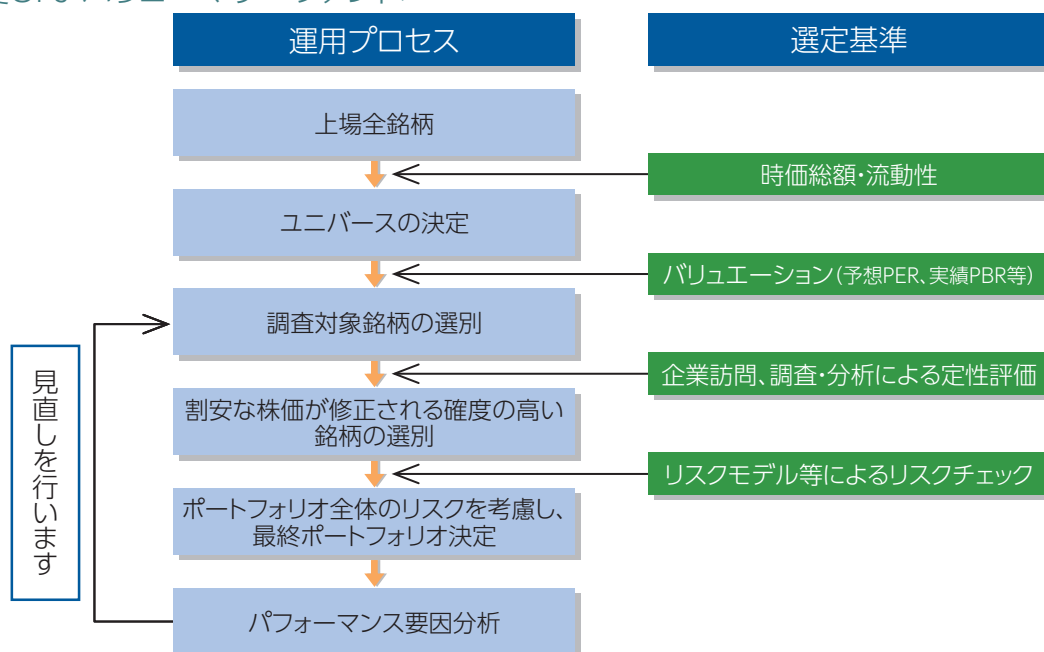 運用プロセス
選定基準
上場全銘柄
時価総額・流動性
ユニバースの決定
バリュエーション(予想PER、実績PBR等)
調査対象銘柄の選別
企業訪問、調査・分析による定性評価
割安な株価が修正される確度の高い
銘柄の選別
リスクモデル等によるリスクチェック
ポートフォリオ全体のリスクを考慮し、
最終ポートフォリオ決定
パフォーマンス要因分析
見直しを行います